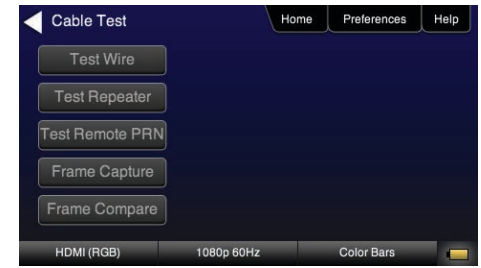 Cable Test
Home Preferences Help
Test Wire
Test Repeater
Test Remote PRN
Frame Capture
Frame Compare
HDMI (RGB) 1080p 60Hz Color Bars